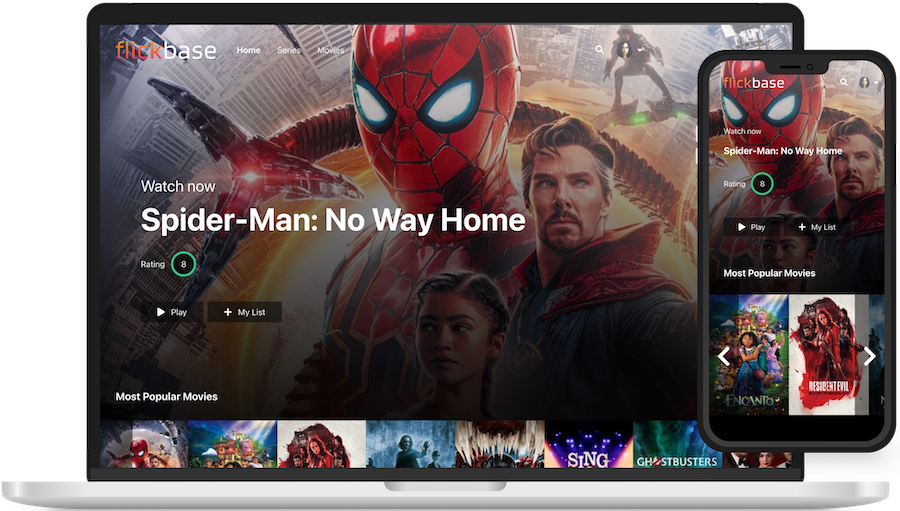 flickbase Home Series Movies
Watch now
Spider-Man: No Way Home
Rating 8
Play My List
Most Popular Movies
SING
GHOSTBUSTERS
flickbase
Watch now
Spider-Man: No Way Home
Rating 8
Play My List
Most Popular Movies
ENCANTO
RESIDENT EVIL